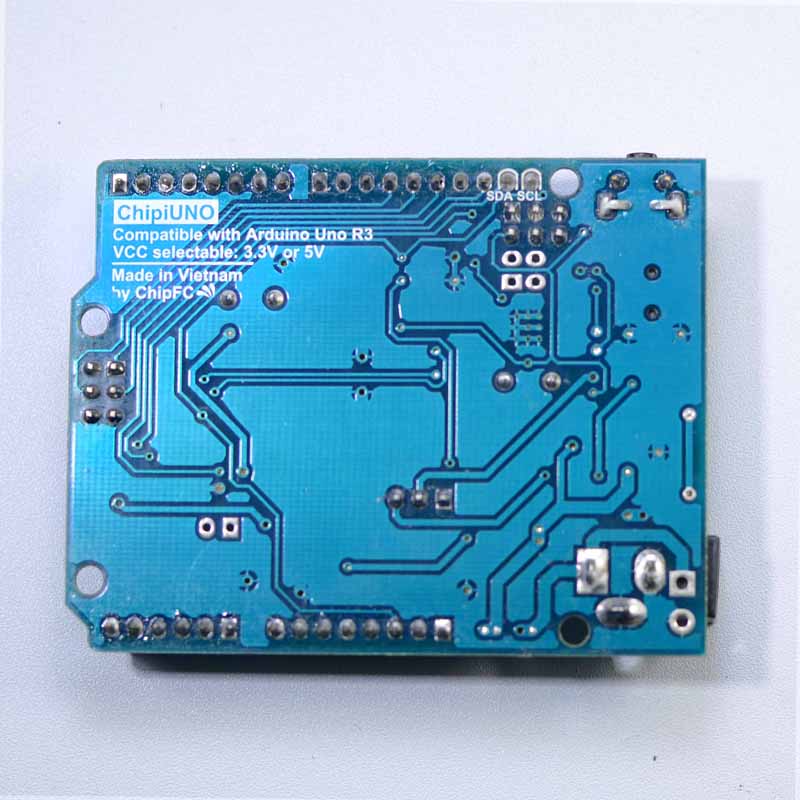 SDA SCL
ChipiUNO
Compatible with Arduino Uno R3
VCC selectable: 3.3V or 5V
Made in Vietnam
by ChipFC